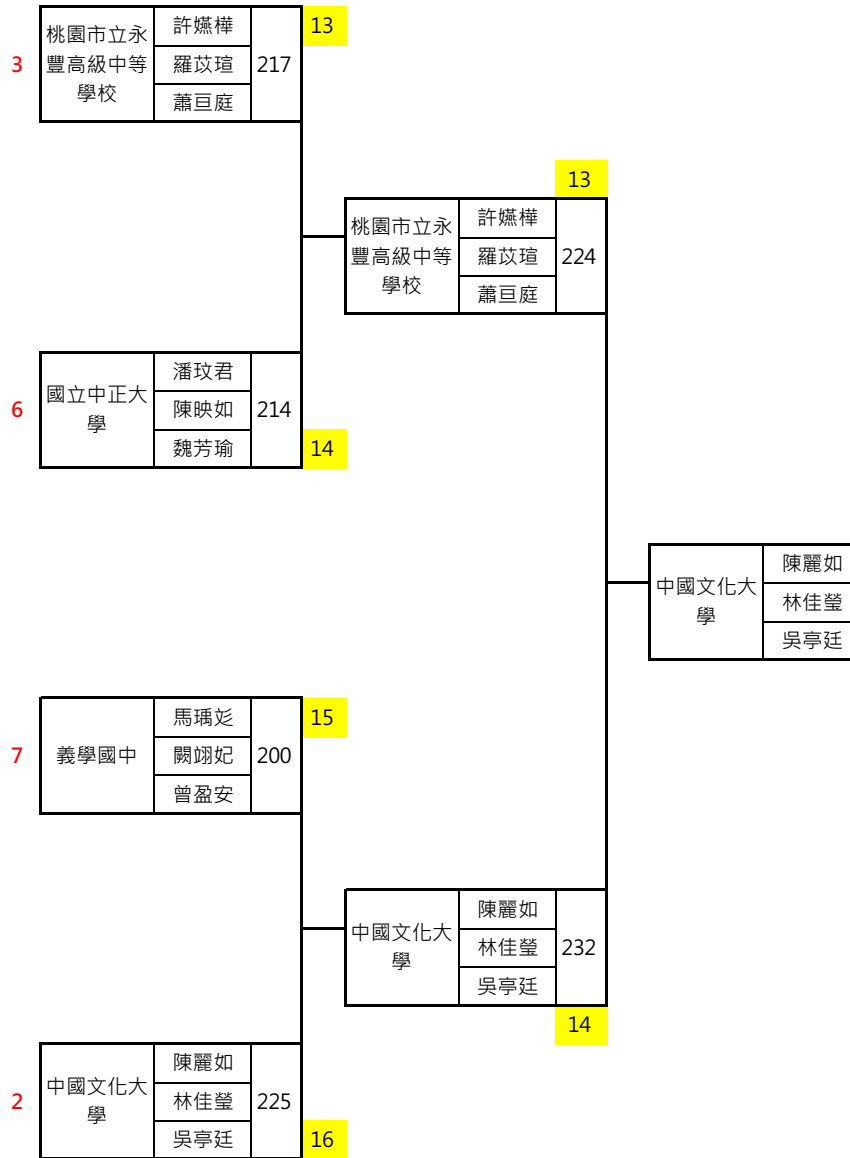 13
許嬿樺
桃園市立永
3
豐高級中等
羅苡瑄
217
學校
蕭亘庭
13
許嬿樺
桃園市立永
豐高級中等
羅苡瑄
224
學校
蕭亘庭
潘玟君
國立中正大
6
陳映如
214
學
魏芳瑜
14
陳麗如
中國文化大
林佳瑩
學
吳亭廷
馬瑀彣
15
7
義學國中
闕翊妃
200
曾盈安
陳麗如
中國文化大
林佳瑩
232
學
吳亭廷
14
陳麗如
中國文化大
2
林佳瑩
225
學
吳亭廷
16